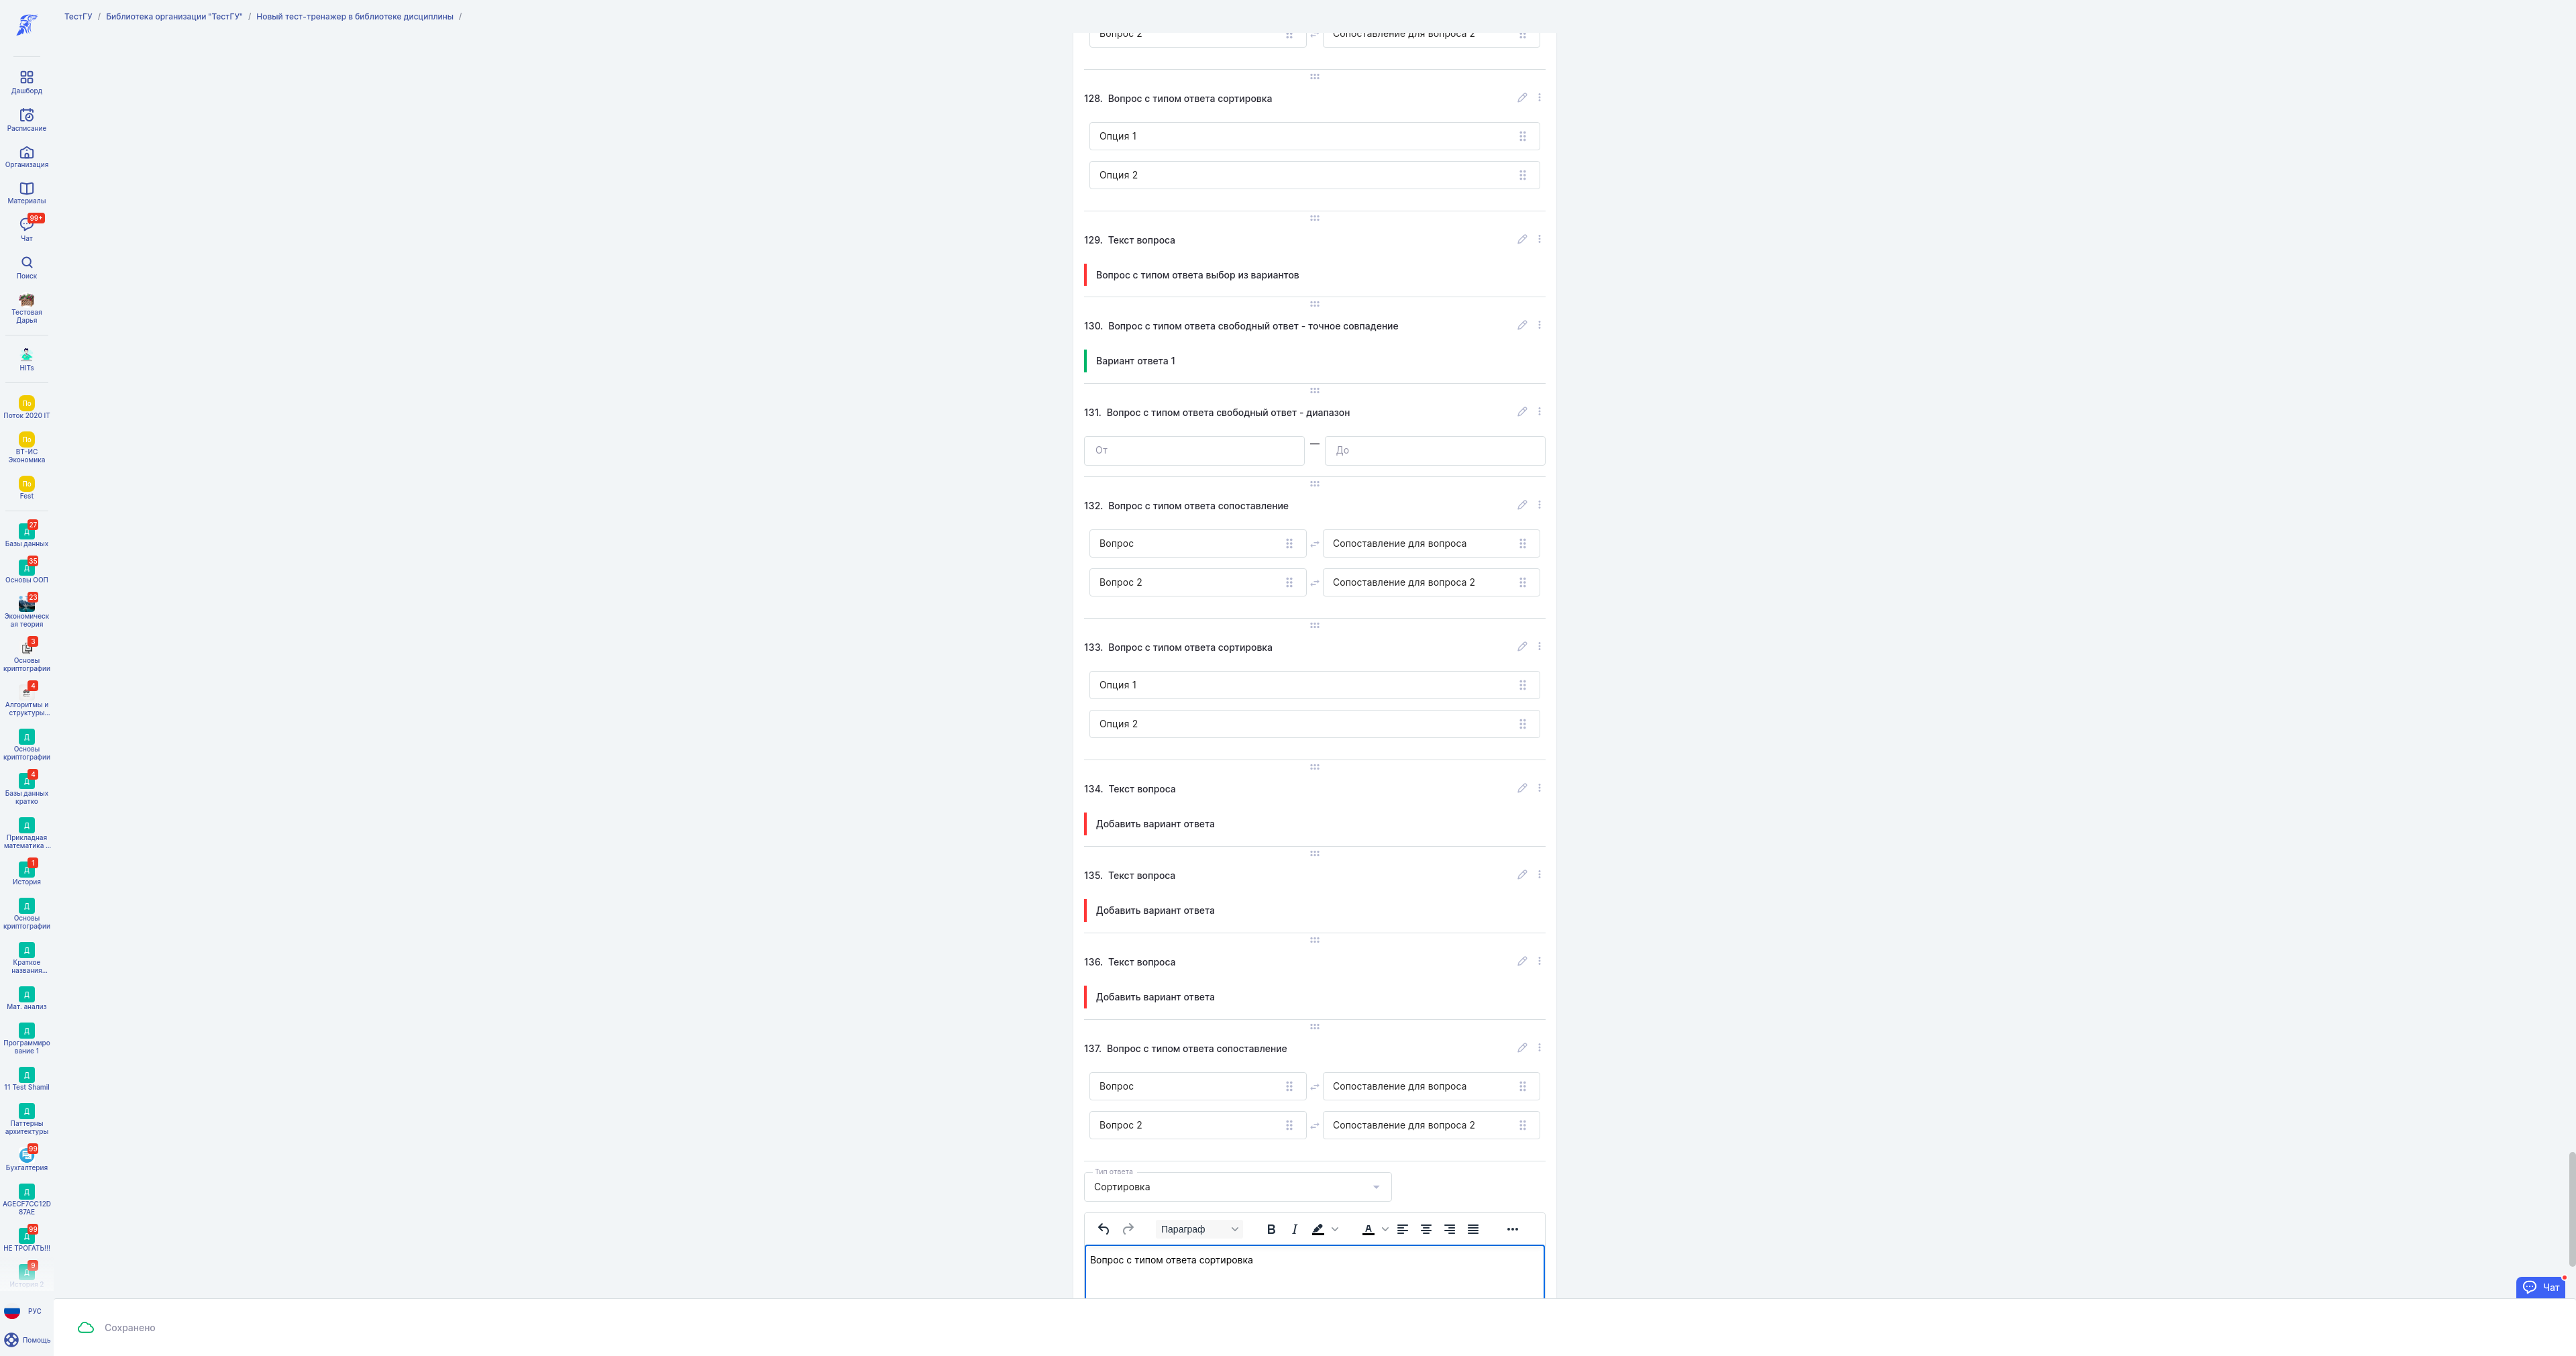 ТестГУ / Библиотека организации "ТестГУ" / Новый тест-тренажер в библиотеке дисциплины /
Дашборд
Расписание
Организация
Материалы
99+
Чат
Поиск
Тестовая
Дарья
HITs
По
Поток 2020 IT
По
ВТ-ИС
Экономика
По
Fest
27
Д
Базы данных
35
Д
Основы ООП
23
Экономическ
ая теория
3
Основы
криптографии
4
Алгоритмы и
структуры...
Д
Основы
криптографии
4
Д
Базы данных
кратко
Д
Прикладная
математика ...
1
Д
История
Д
Основы
криптографии
Д
Краткое
названия...
Д
Мат. анализ
Д
Программиро
вание 1
Д
11 Test Shamil
Д
Паттерны
архитектуры
99
Бухгалтерия
Д
AGECF7CC12D
87AE
99
Д
НЕ ТРОГАТЬ!!!
9
Д
История 2
РУС
Помощь
Вопрос 2
Сопоставление для вопроса 2
128. Вопрос с типом ответа сортировка
Опция 1
Опция 2
129. Текст вопроса
Вопрос с типом ответа выбор из вариантов
130. Вопрос с типом ответа свободный ответ - точное совпадение
Вариант ответа 1
131. Вопрос с типом ответа свободный ответ - диапазон
От — До
132. Вопрос с типом ответа сопоставление
Вопрос
Сопоставление для вопроса
Вопрос 2
Сопоставление для вопроса 2
133. Вопрос с типом ответа сортировка
Опция 1
Опция 2
134. Текст вопроса
Добавить вариант ответа
135. Текст вопроса
Добавить вариант ответа
136. Текст вопроса
Добавить вариант ответа
137. Вопрос с типом ответа сопоставление
Вопрос
Сопоставление для вопроса
Вопрос 2
Сопоставление для вопроса 2
Тип ответа
Сортировка
Параграф
B I A
Вопрос с типом ответа сортировка
Чат
Сохранено